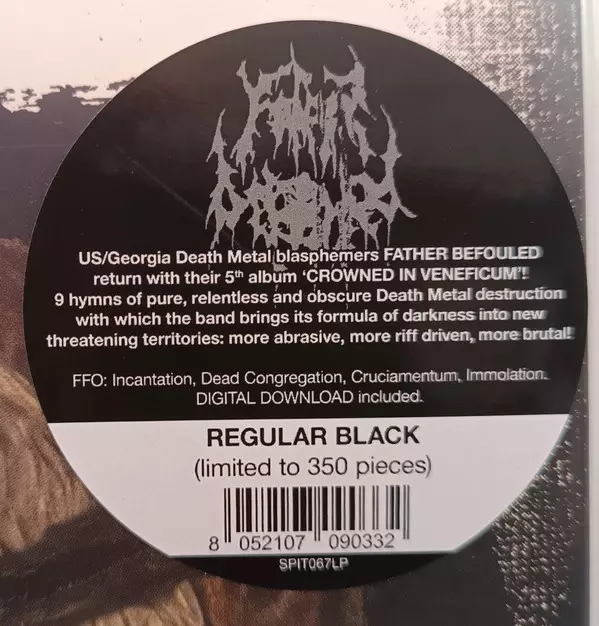 FATHER
BEFOULED
US/Georgia Death Metal blasphemers FATHER BEFOULED
return with their 5th album ‘CROWNED IN VENEFICUM’!
9 hymns of pure, relentless and obscure Death Metal destruction
with which the band brings its formula of darkness into new
threatening territories: more abrasive, more riff driven, more brutal!
FFO: Incantation, Dead Congregation, Cruciamentum, Immolation.
DIGITAL DOWNLOAD included.
REGULAR BLACK
(limited to 350 pieces)
8 052107 090332
SPIT067LP